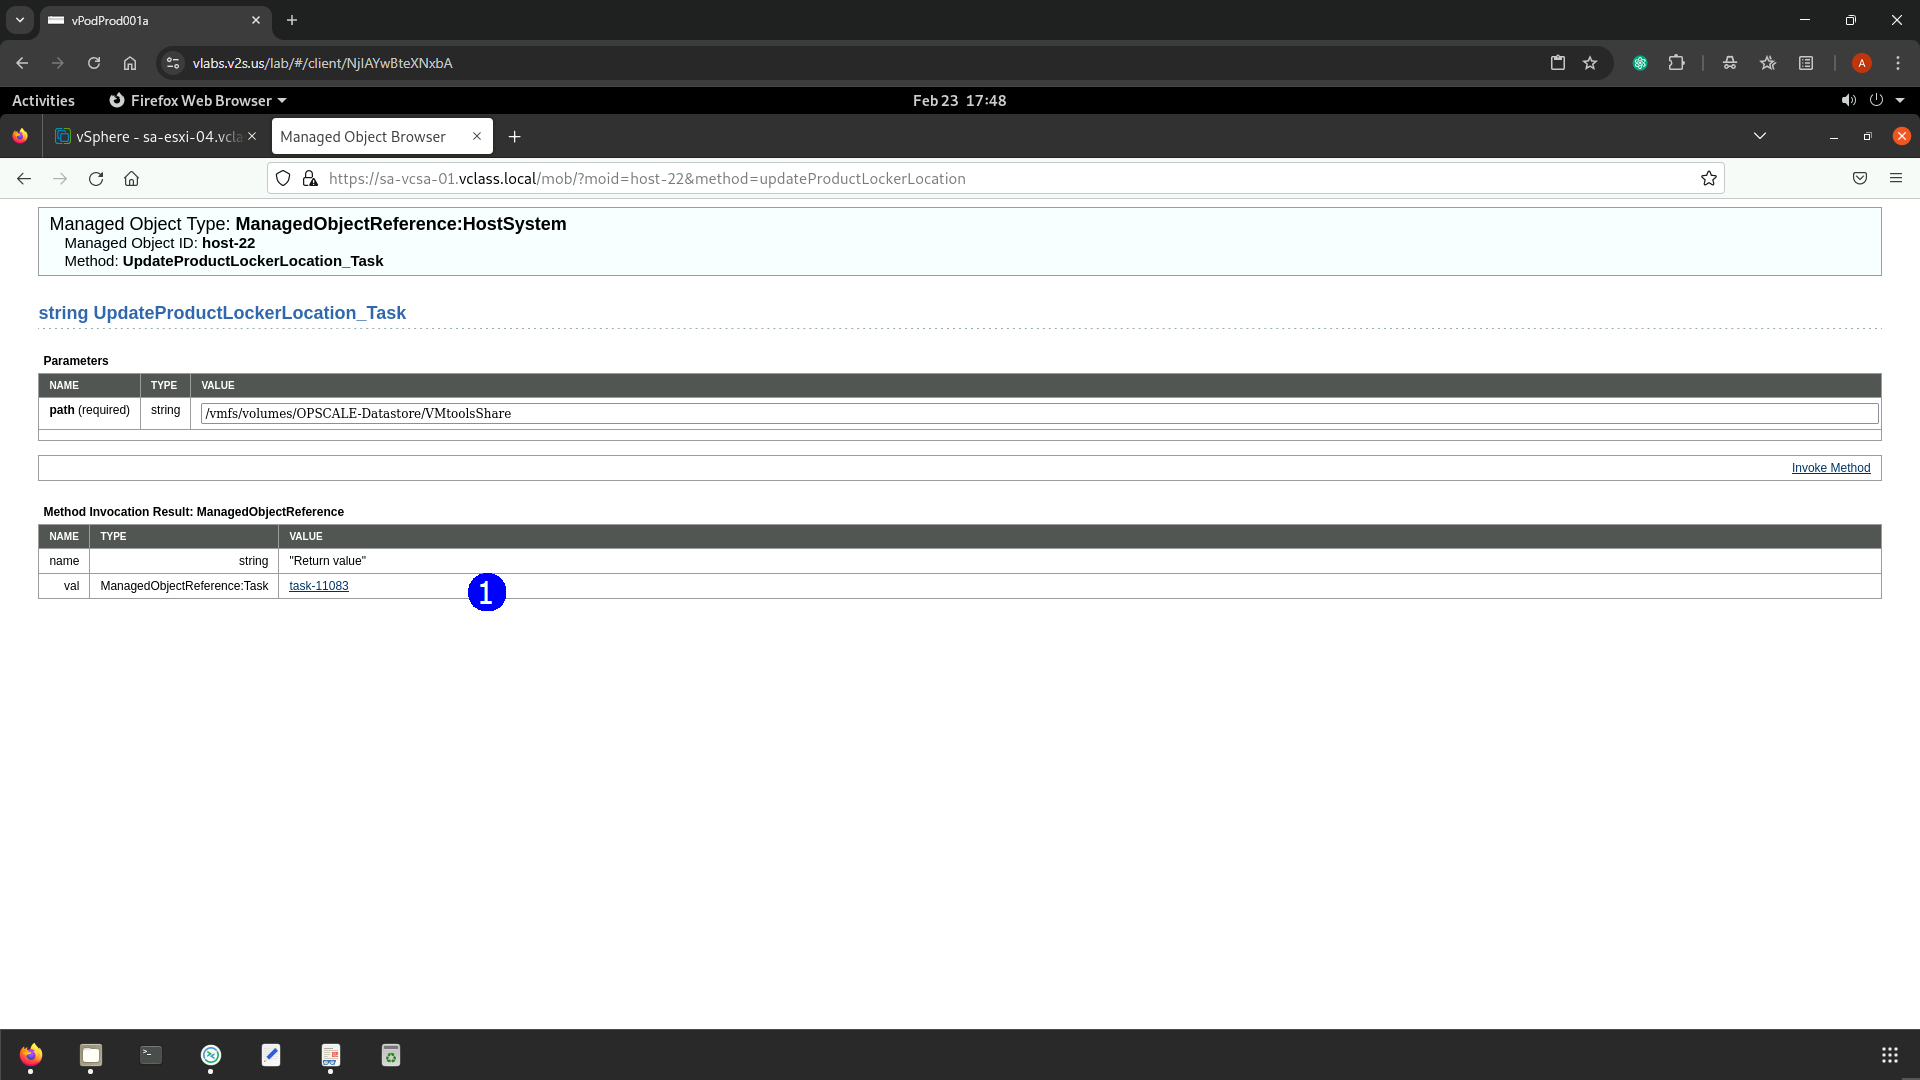 vPodProd001a
vlabs.v2s.us/lab/#/client/NjIAYwBteXNxbA
A
Activities
Firefox Web Browser
Feb 23 17:48
vSphere - sa-esxi-04.vcla
Managed Object Browser
https://sa-vcsa-01.vclass.local/mob/?moid=host-22&method=updateProductLockerLocation
Managed Object Type: ManagedObjectReference:HostSystem
Managed Object ID: host-22
Method: UpdateProductLockerLocation_Task
string UpdateProductLockerLocation_Task
Parameters
NAME TYPE VALUE
path (required) string /vmfs/volumes/OPSCALE-Datastore/VMtoolsShare
Invoke Method
Method Invocation Result: ManagedObjectReference
NAME TYPE VALUE
name string "Return value"
val ManagedObjectReference:Task task-11083
1